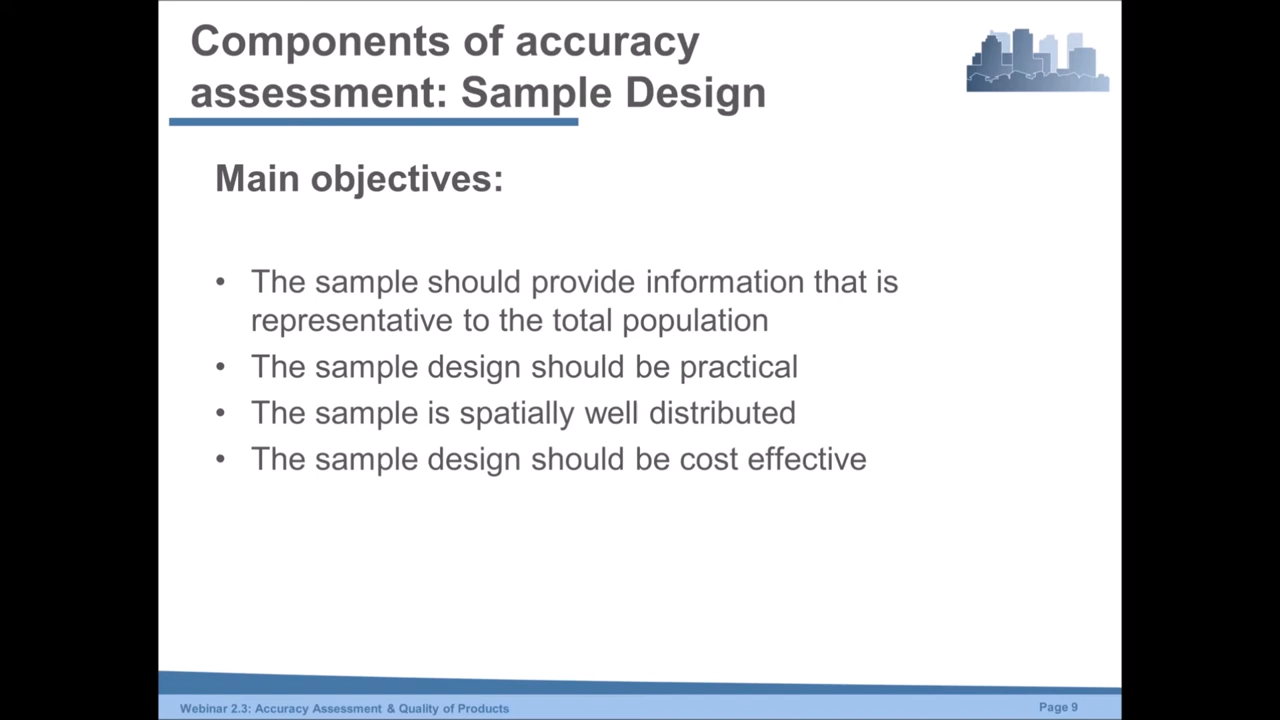 Components of accuracy
assessment: Sample Design
Main objectives:
• The sample should provide information that is
representative to the total population
• The sample design should be practical
• The sample is spatially well distributed
• The sample design should be cost effective
Webinar 2.3: Accuracy Assessment & Quality of Products
Page 9